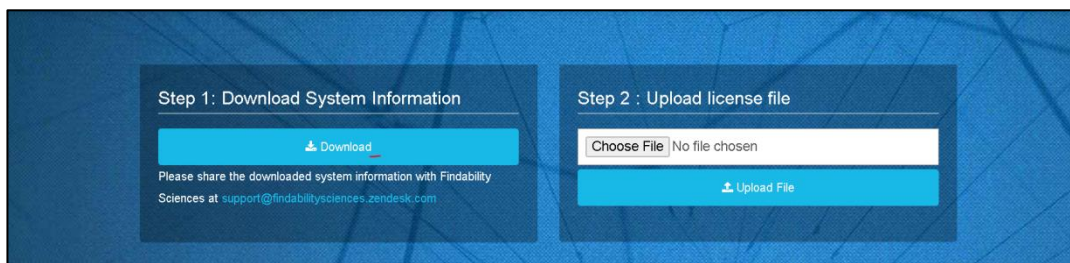 Step 1: Download System Information
Download
Please share the downloaded system information with Findability
Sciences at support@findabilitysciences.zendesk.com
Step 2 : Upload license file
Choose File No file chosen
Upload File